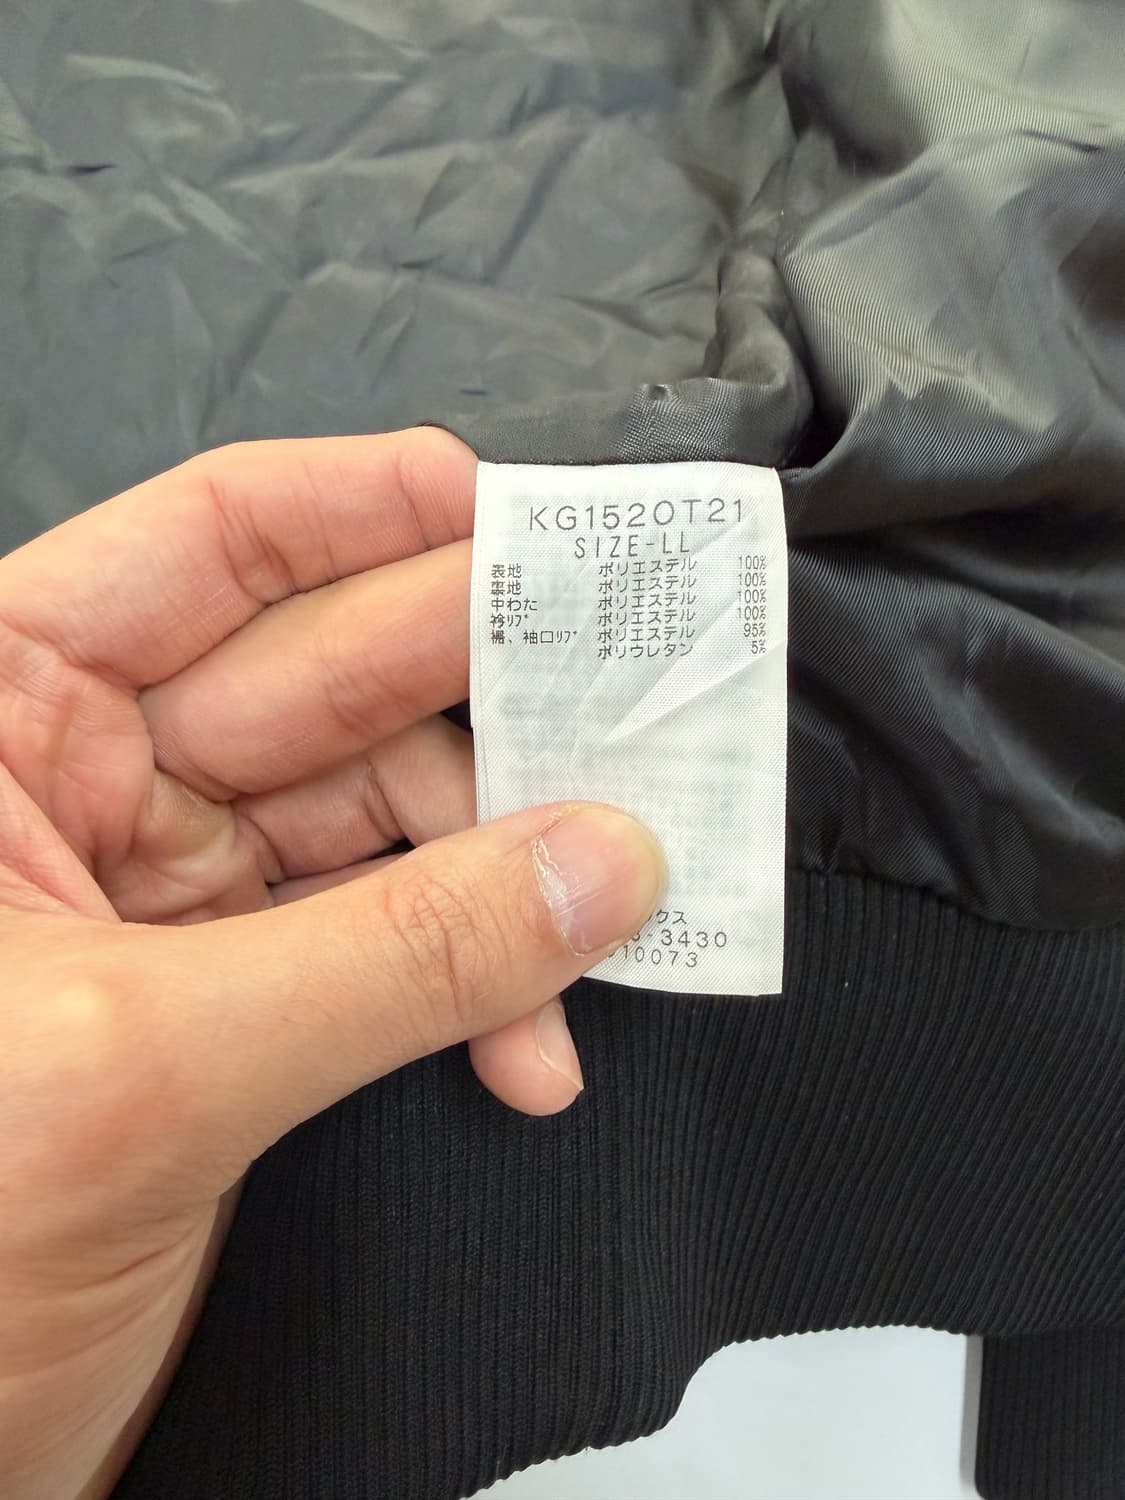 KG1520T21
SIZE-LL
表地 ポリエステル 100%
裏地 ポリエステル 100%
中わた ポリエステル 100%
衿ﾘﾌﾞ ポリエステル 100%
裾、袖口ﾘﾌﾞ ポリエステル 95%
ポリウレタン 5%
クス
3-3430
10073